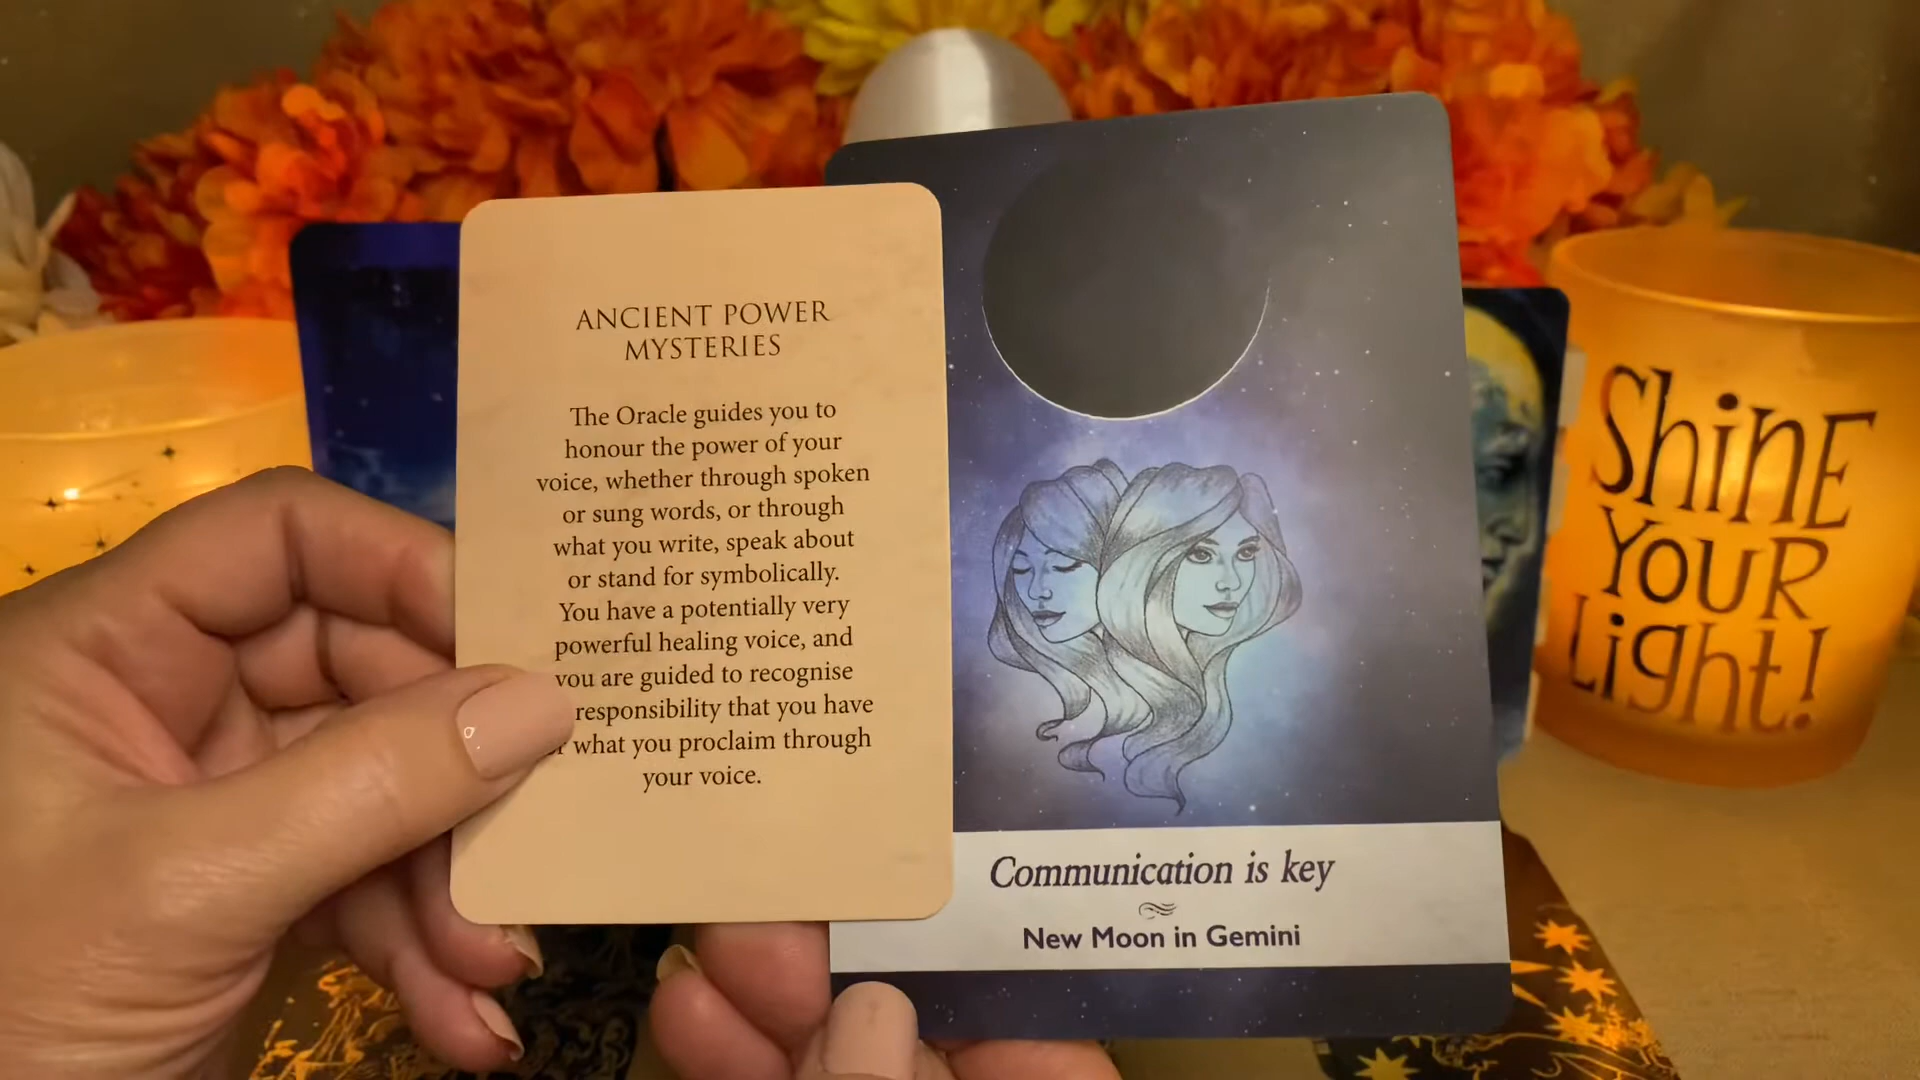 ANCIENT POWER
MYSTERIES
The Oracle guides you to
honour the power of your
voice, whether through spoken
or sung words, or through
what you write, speak about
or stand for symbolically.
You have a potentially very
powerful healing voice, and
you are guided to recognise
responsibility that you have
what you proclaim through
your voice.
Communication is key
New Moon in Gemini
ShinE
YOUR
Light!